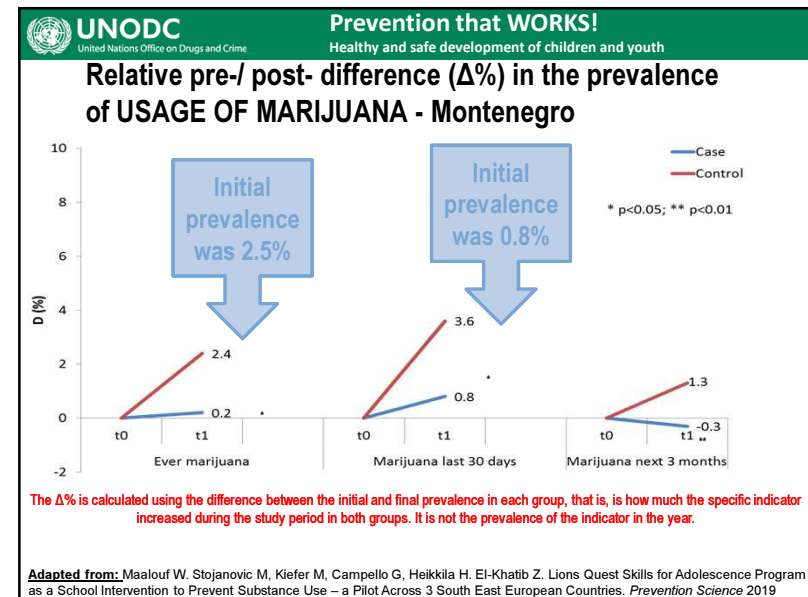 UNODC
United Nations Office on Drugs and Crime
Prevention that WORKS!
Healthy and safe development of children and youth
Relative pre-/ post- difference (Δ%) in the prevalence
of USAGE OF MARIJUANA - Montenegro
10
8
6
4
2
0
-2
D (%)
Initial
prevalence
was 2.5%
Initial
prevalence
was 0.8%
Case
Control
* p<0.05; ** p<0.01
2.4
0.2
*
3.6
0.8
*
1.3
-0.3
**
t0 t1 t0 t1 t0 t1
Ever marijuana Marijuana last 30 days Marijuana next 3 months
The Δ% is calculated using the difference between the initial and final prevalence in each group, that is, is how much the specific indicator
increased during the study period in both groups. It is not the prevalence of the indicator in the year.
Adapted from: Maalouf W. Stojanovic M, Kiefer M, Campello G, Heikkila H. El-Khatib Z. Lions Quest Skills for Adolescence Program
as a School Intervention to Prevent Substance Use – a Pilot Across 3 South East European Countries. Prevention Science 2019